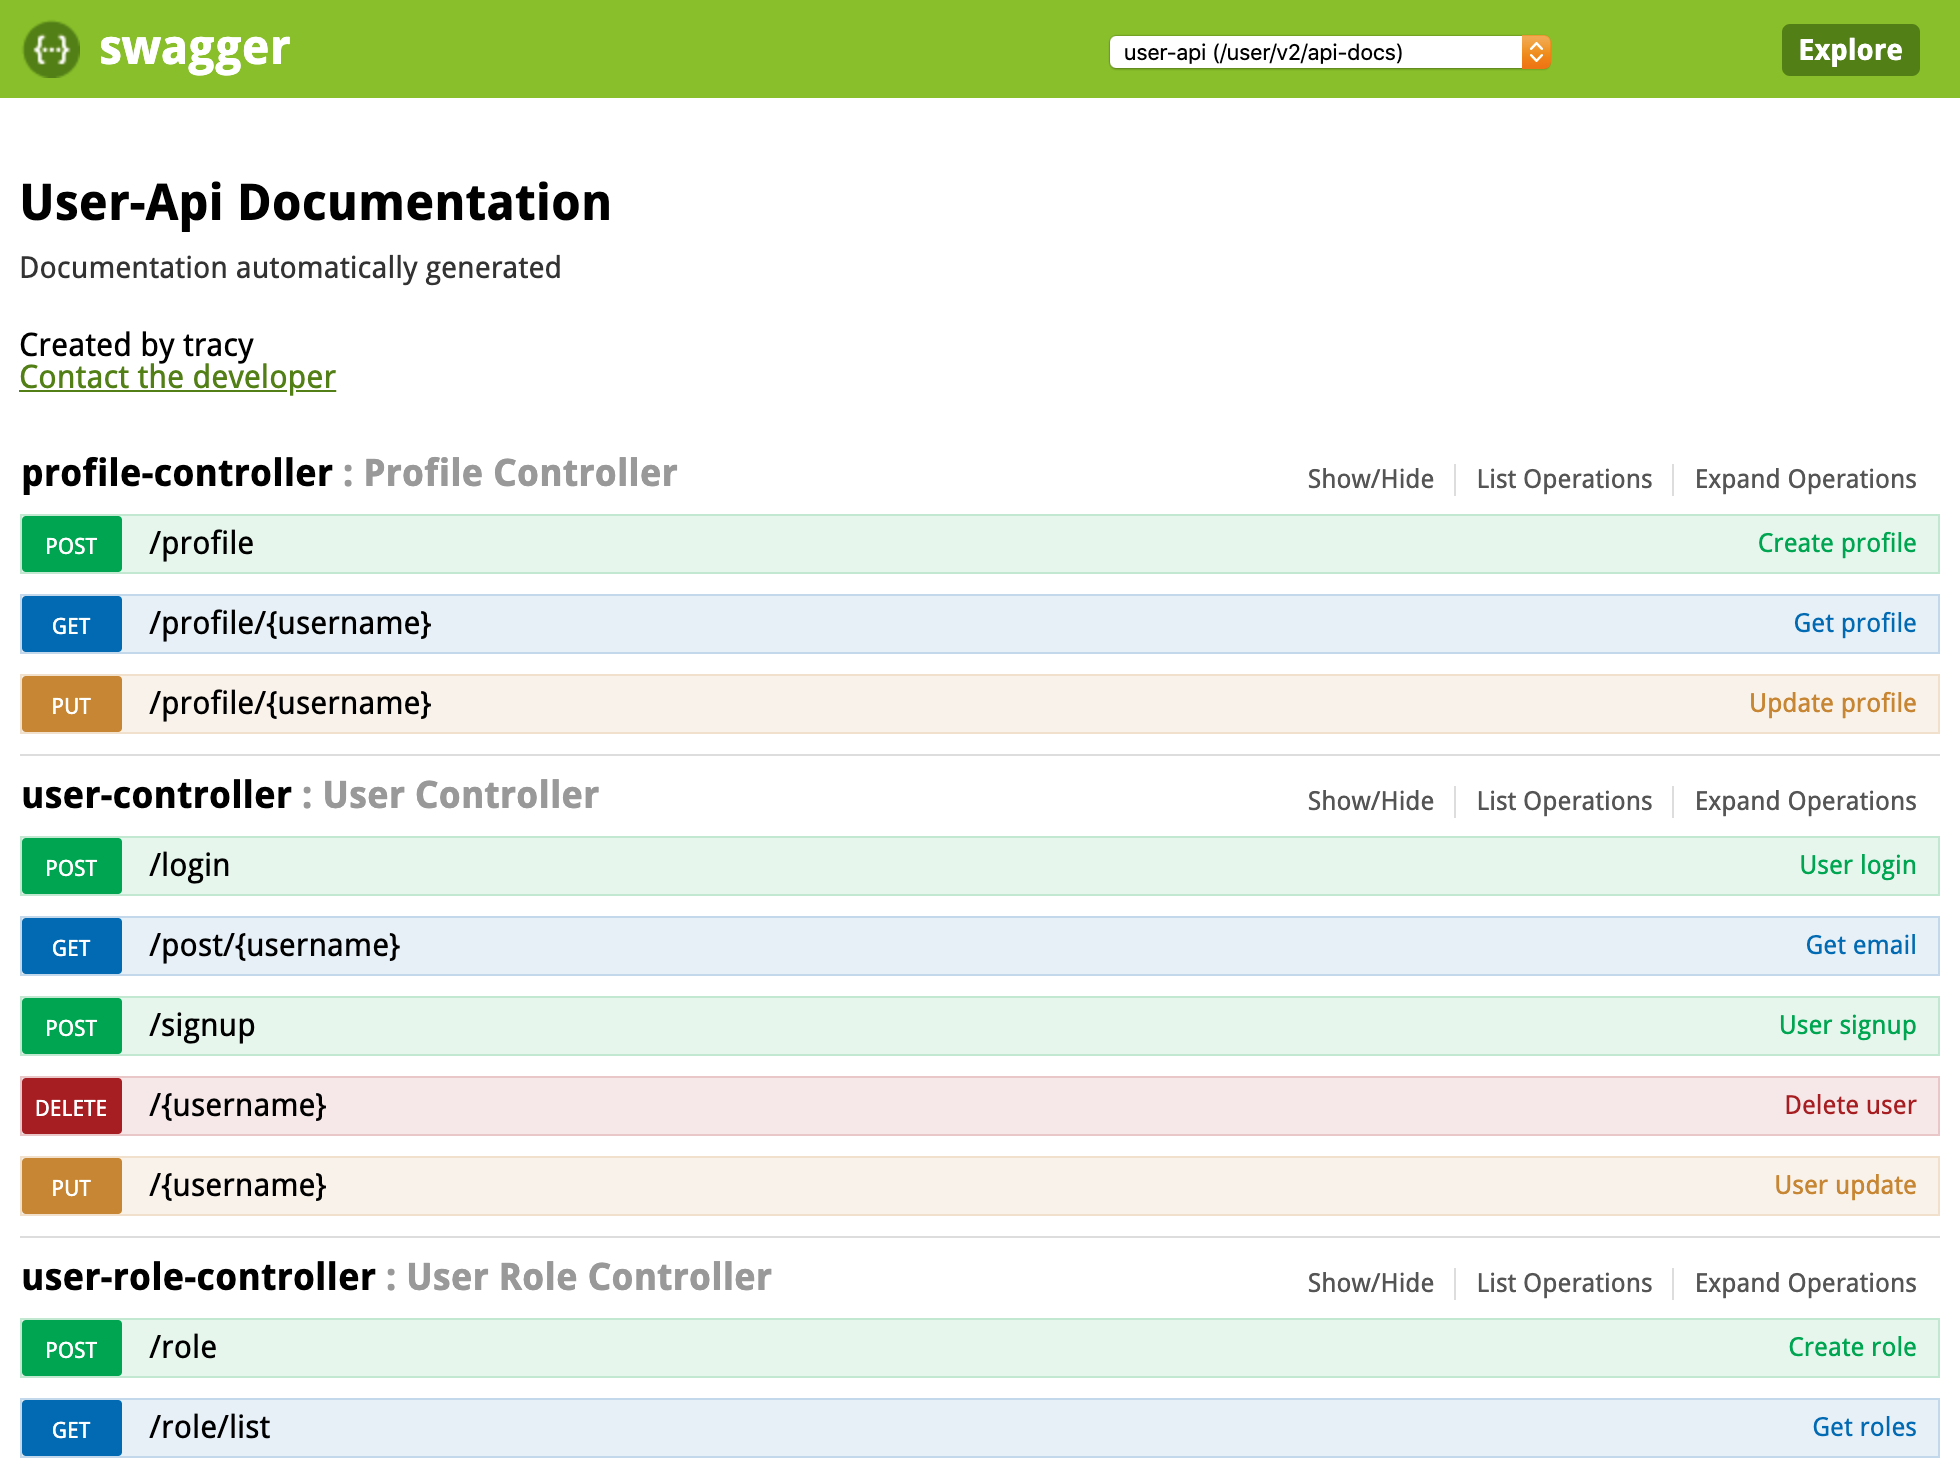 {···} swagger user-api (/user/v2/api-docs) Explore
User-Api Documentation
Documentation automatically generated
Created by tracy
Contact the developer
profile-controller : Profile Controller Show/Hide List Operations Expand Operations
POST /profile Create profile
GET /profile/{username} Get profile
PUT /profile/{username} Update profile
user-controller : User Controller Show/Hide List Operations Expand Operations
POST /login User login
GET /post/{username} Get email
POST /signup User signup
DELETE /{username} Delete user
PUT /{username} User update
user-role-controller : User Role Controller Show/Hide List Operations Expand Operations
POST /role Create role
GET /role/list Get roles